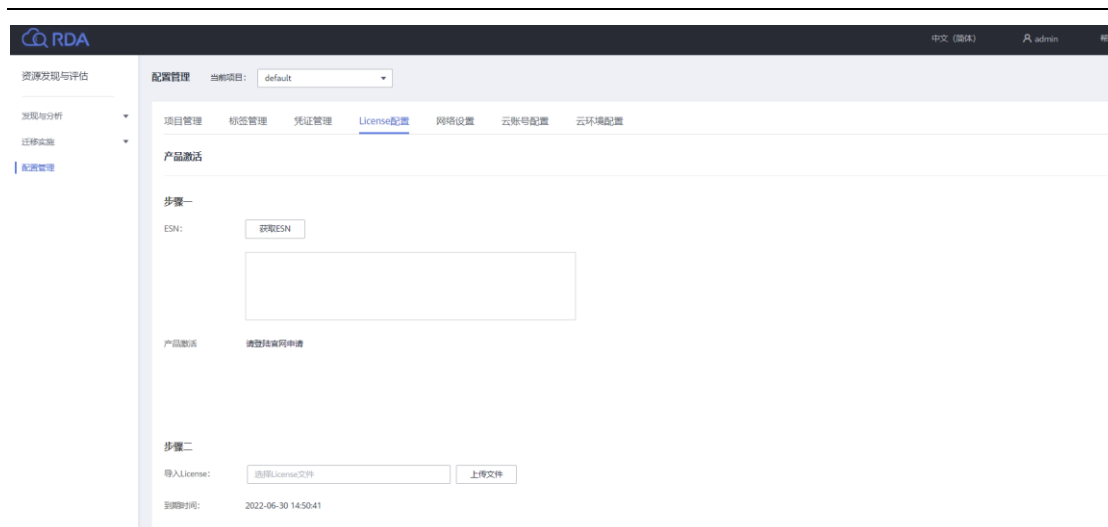 RDA
中文 (简体) admin
资源发现与评估
配置管理 当前项目: default
发现与分析
迁移实施
配置管理
项目管理 标签管理 凭证管理 License配置 网络设置 云账号配置 云环境配置
产品激活
步骤一
ESN: 获取ESN
产品激活 请登陆官网申请
步骤二
导入License: 选择License文件 上传文件
到期时间: 2022-06-30 14:50:41